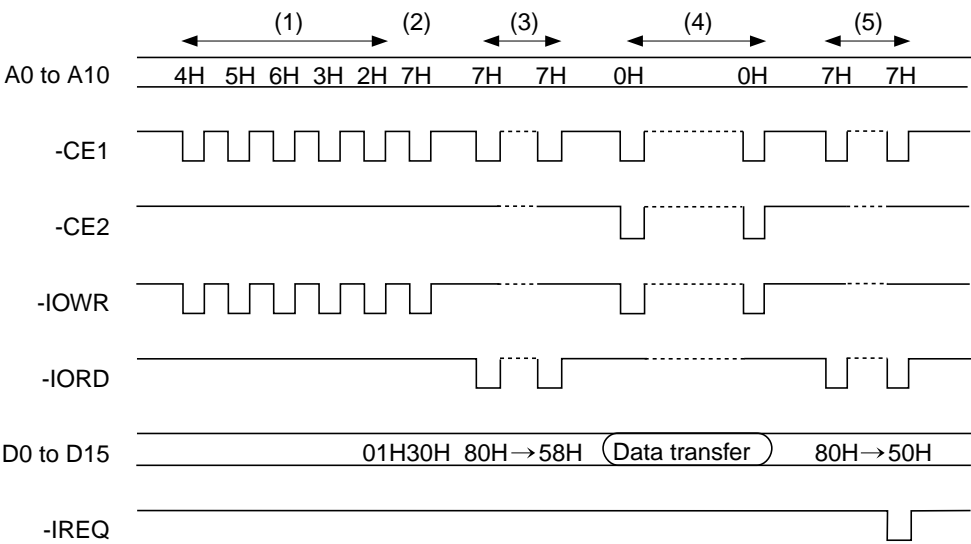 (1) (2) (3) (4) (5)
A0 to A10 4H 5H 6H 3H 2H 7H 7H 7H 0H 0H 7H 7H
-CE1
-CE2
-IOWR
-IORD
D0 to D15 01H30H 80H→58H Data transfer 80H→50H
-IREQ